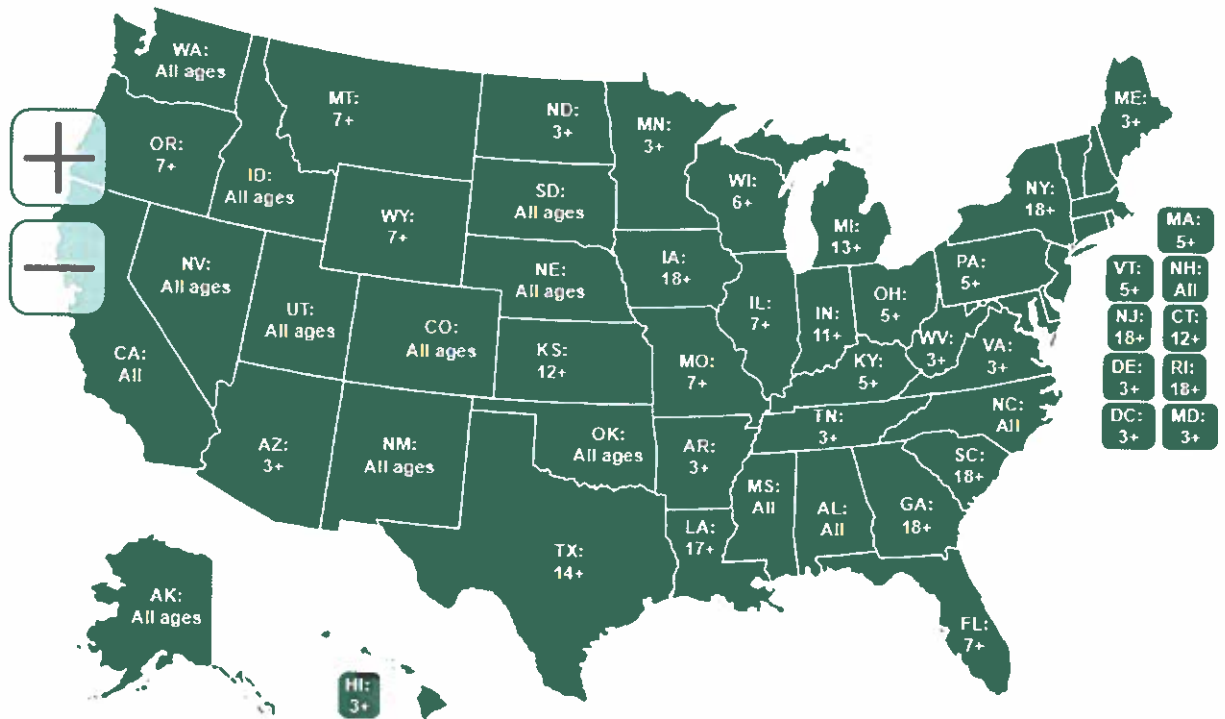 WA:
All ages
MT:
7+
ND:
3+
MN:
3+
ME:
3+
OR:
7+
ID:
All ages
SD:
All ages
WI:
6+
NY:
18+
WY:
7+
MI:
13+
MA:
5+
NV:
All ages
NE:
All ages
IA:
18+
PA:
5+
VT:
5+
NH:
All
UT:
All ages
CO:
All ages
IL:
7+
IN:
11+
OH:
5+
NJ:
18+
CT:
12+
CA:
All
KS:
12+
MO:
7+
KY:
5+
WV:
3+
VA:
3+
DE:
3+
RI:
18+
AZ:
3+
NM:
All ages
OK:
All ages
AR:
3+
TN:
3+
NC:
All
DC:
3+
MD:
3+
SC:
18+
MS:
All
AL:
All
GA:
18+
TX:
14+
LA:
17+
AK:
All ages
FL:
7+
HI:
3+